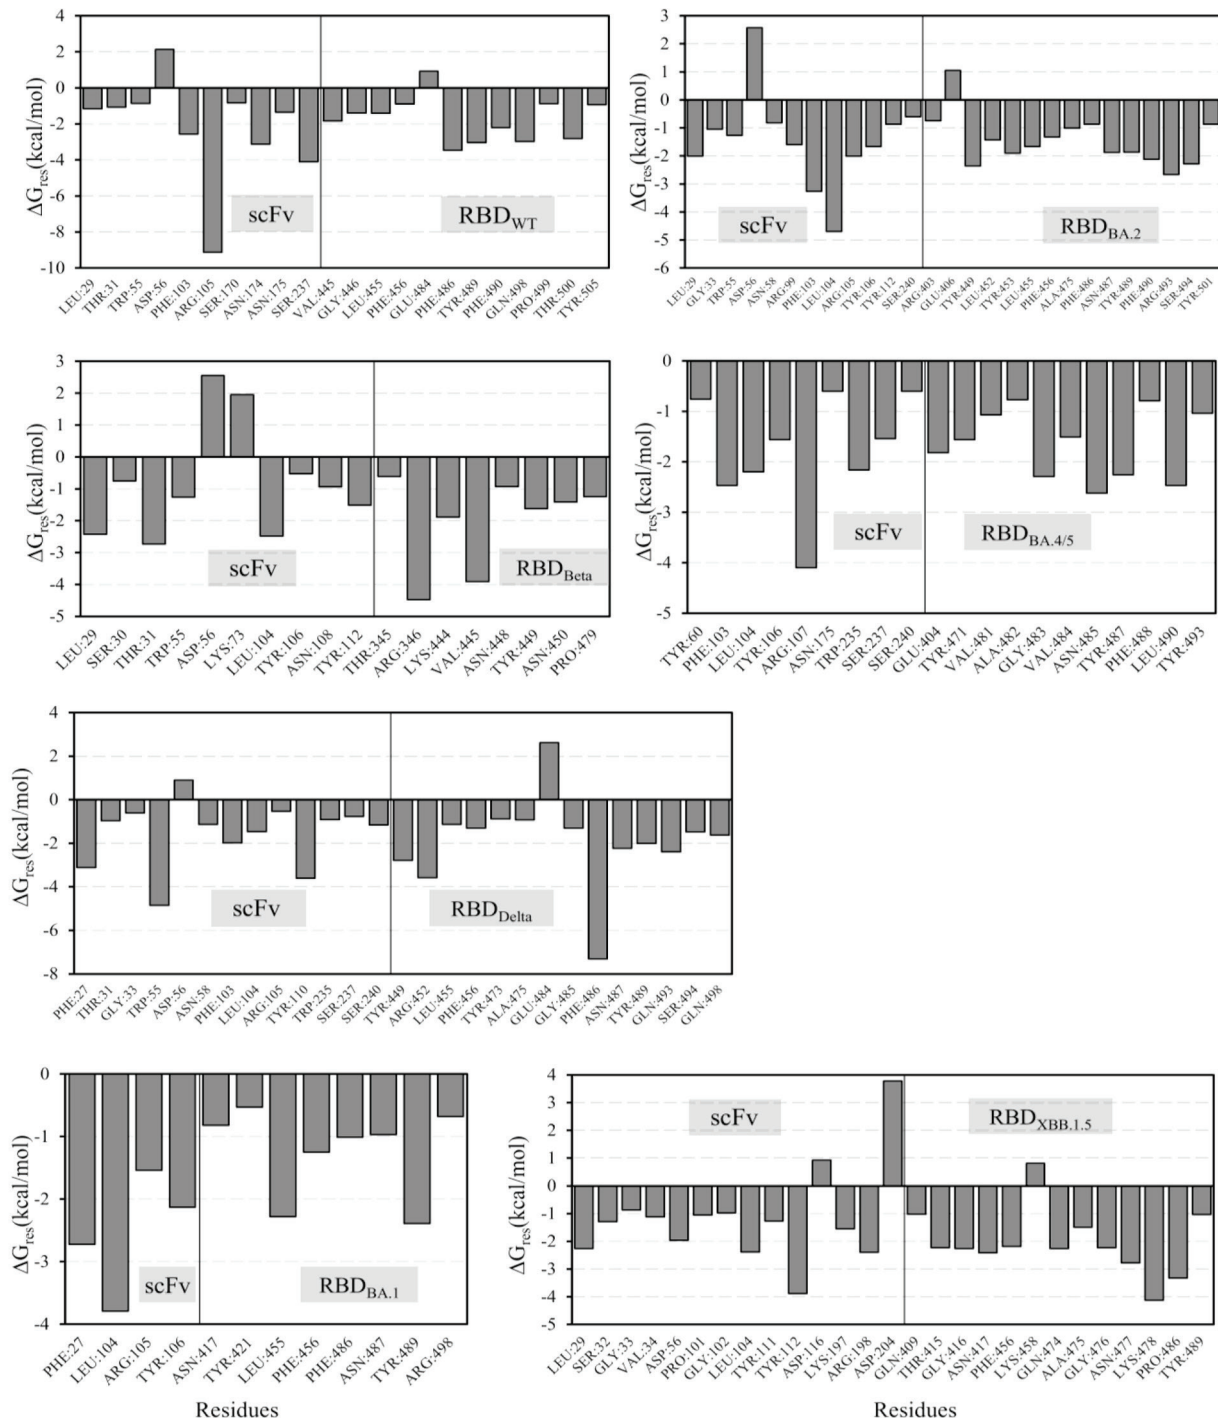 4
2
0
-2
-4
-6
-8
-10
ΔG_res(kcal/mol)
scFv
RBD_WT
LEU:29 THR:31 TRP:55 ASP:56 PHE:103 ARG:105 SER:170 ASN:174 ASN:175 SER:237 VAL:445 GLY:446 LEU:455 PHE:456 GLU:484 PHE:486 TYR:489 PHE:490 GLN:498 PRO:499 THR:500 TYR:505
3
2
1
0
-1
-2
-3
-4
-5
-6
ΔG_res(kcal/mol)
scFv
RBD_BA.2
LEU:29 GLY:33 TRP:55 ASP:56 ASN:58 ARG:99 PHE:103 LEU:104 ARG:105 TYR:106 TYR:112 SER:240 ARG:403 GLU:406 TYR:449 LEU:452 TYR:453 LEU:455 PHE:456 ALA:475 PHE:486 ASN:487 TYR:489 PHE:490 ARG:493 SER:494 TYR:501
3
2
1
0
-1
-2
-3
-4
-5
ΔG_res(kcal/mol)
scFv
RBD_Beta
LEU:29 SER:30 THR:31 TRP:55 ASP:56 LYS:73 LEU:104 TYR:106 ASN:108 TYR:112 THR:345 ARG:346 LYS:444 VAL:445 ASN:448 TYR:449 ASN:450 PRO:479
0
-1
-2
-3
-4
-5
ΔG_res(kcal/mol)
scFv
RBD_BA.4/5
TYR:60 PHE:103 LEU:104 TYR:106 ARG:107 ASN:175 TRP:235 SER:237 SER:240 GLU:404 TYR:471 VAL:481 ALA:482 GLY:483 VAL:484 ASN:485 TYR:487 PHE:488 LEU:490 TYR:493
4
2
0
-2
-4
-6
-8
ΔG_res(kcal/mol)
scFv
RBD_Delta
PHE:27 THR:31 GLY:33 TRP:55 ASP:56 ASN:58 PHE:103 LEU:104 ARG:105 TYR:110 TRP:235 SER:237 SER:240 TYR:449 ARG:452 LEU:455 PHE:456 TYR:473 ALA:475 GLU:484 GLY:485 PHE:486 ASN:487 TYR:489 GLN:493 SER:494 GLN:498
0
-1
-2
-3
-4
ΔG_res(kcal/mol)
scFv
RBD_BA.1
PHE:27 LEU:104 ARG:105 TYR:106 ASN:417 TYR:421 LEU:455 PHE:456 PHE:486 ASN:487 TYR:489 ARG:498
Residues
4
3
2
1
0
-1
-2
-3
-4
-5
ΔG_res(kcal/mol)
scFv
RBD_XBB.1.5
LEU:29 SER:32 GLY:33 VAL:34 ASP:56 PRO:101 GLY:102 LEU:104 TYR:111 TYR:112 ASP:116 LYS:197 ARG:198 ASP:204 GLN:409 THR:415 GLY:416 ASN:417 PHE:456 LYS:458 GLN:474 ALA:475 GLY:476 ASN:477 LYS:478 PRO:486 TYR:489
Residues